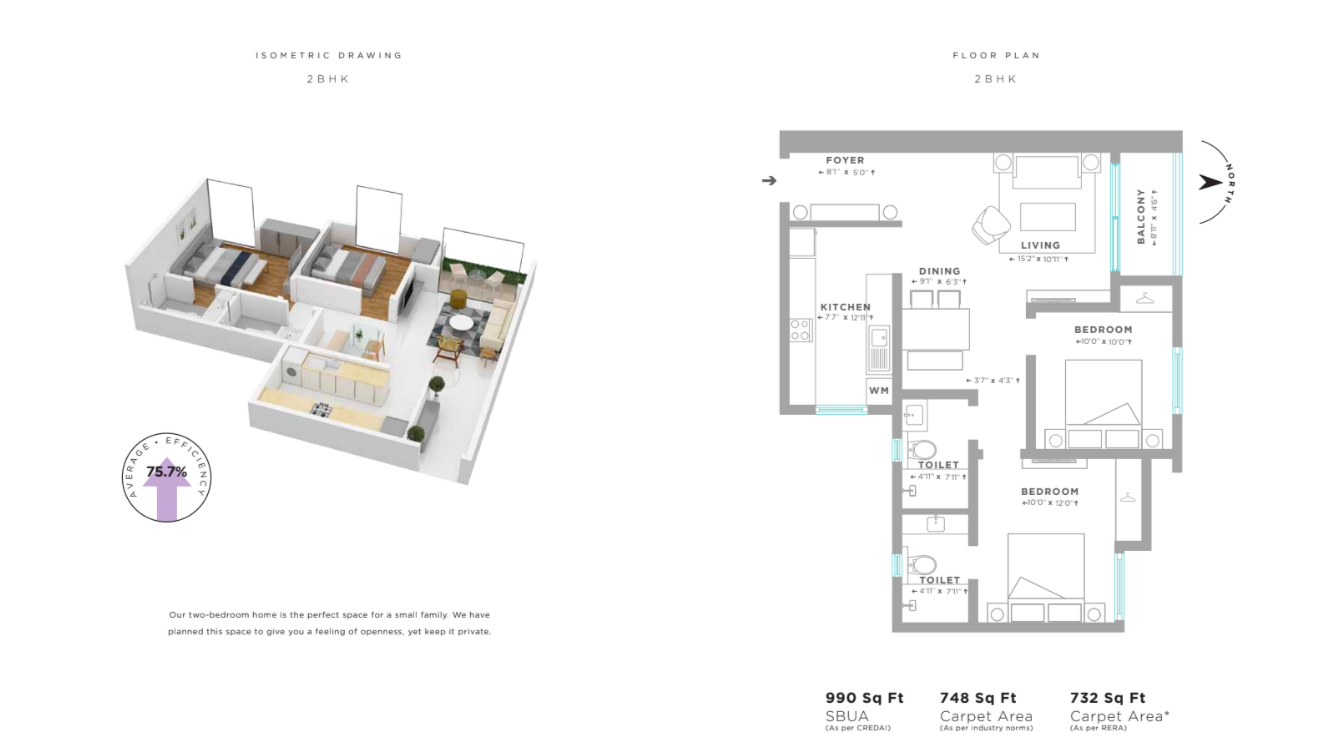 ISOMETRIC DRAWING
2BHK
AVERAGE • EFFICIENCY
75.7%
Our two-bedroom home is the perfect space for a small family. We have
planned this space to give you a feeling of openness, yet keep it private.
FLOOR PLAN
2BHK
FOYER
← 8'1" x 5'0" ↑
NORTH
BALCONY
← 8'11" x 4'6" ↑
LIVING
← 15'2" x 10'11" ↑
DINING
← 9'1" x 6'3" ↑
KITCHEN
← 7'7" x 12'11" ↑
BEDROOM
← 10'0" x 10'0" ↑
← 3'7" x 4'3" ↑
WM
TOILET
← 4'11" x 7'11" ↑
BEDROOM
← 10'0" x 12'0" ↑
TOILET
← 4'11" x 7'11" ↑
990 Sq Ft
SBUA
(As per CREDAI)
748 Sq Ft
Carpet Area
(As per industry norms)
732 Sq Ft
Carpet Area*
(As per RERA)